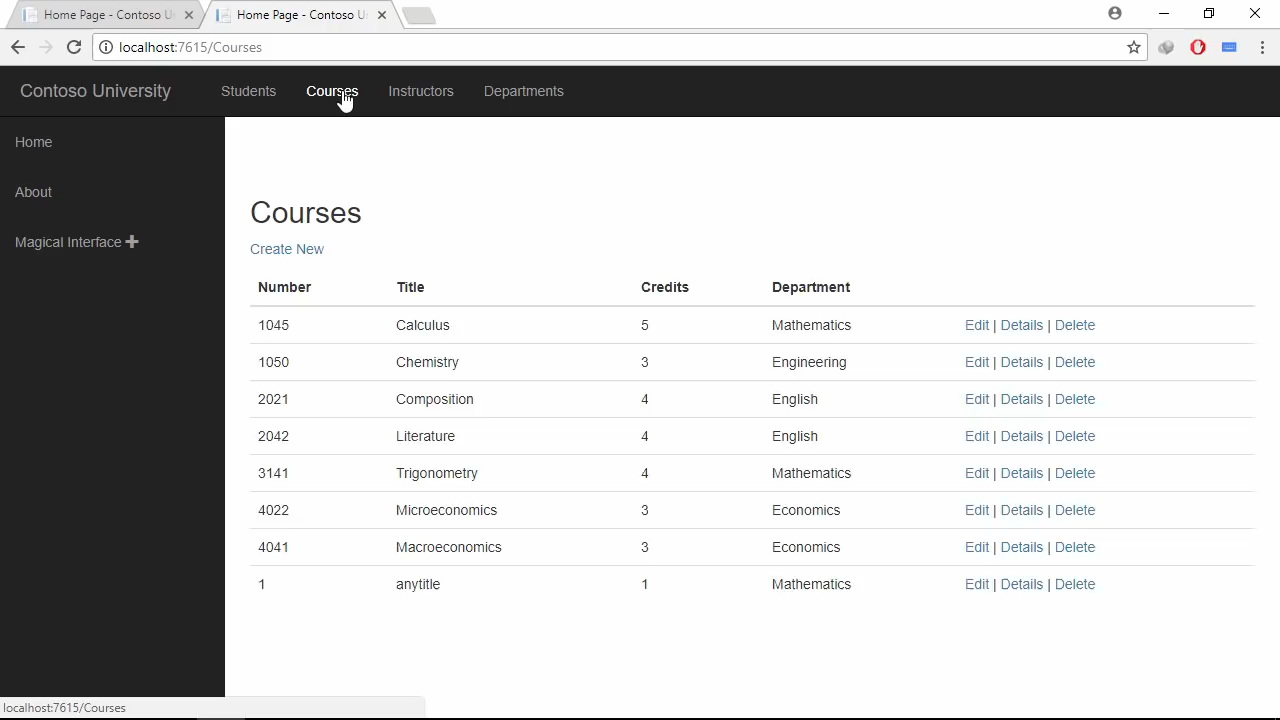 Home Page - Contoso U
Home Page - Contoso U
localhost:7615/Courses
Contoso University Students Courses Instructors Departments
Home
About
Magical Interface
Courses
Create New
Number Title Credits Department
1045 Calculus 5 Mathematics Edit | Details | Delete
1050 Chemistry 3 Engineering Edit | Details | Delete
2021 Composition 4 English Edit | Details | Delete
2042 Literature 4 English Edit | Details | Delete
3141 Trigonometry 4 Mathematics Edit | Details | Delete
4022 Microeconomics 3 Economics Edit | Details | Delete
4041 Macroeconomics 3 Economics Edit | Details | Delete
1 anytitle 1 Mathematics Edit | Details | Delete
localhost:7615/Courses